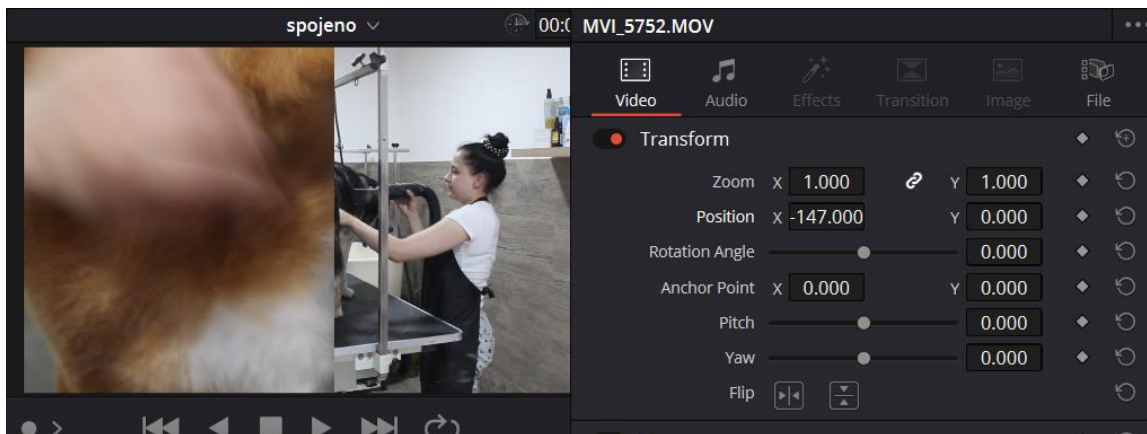 spojeno
00:0
MVI_5752.MOV
Video Audio Effects Transition Image File
Transform
Zoom X 1.000 Y 1.000
Position X -147.000 Y 0.000
Rotation Angle 0.000
Anchor Point X 0.000 Y 0.000
Pitch 0.000
Yaw 0.000
Flip